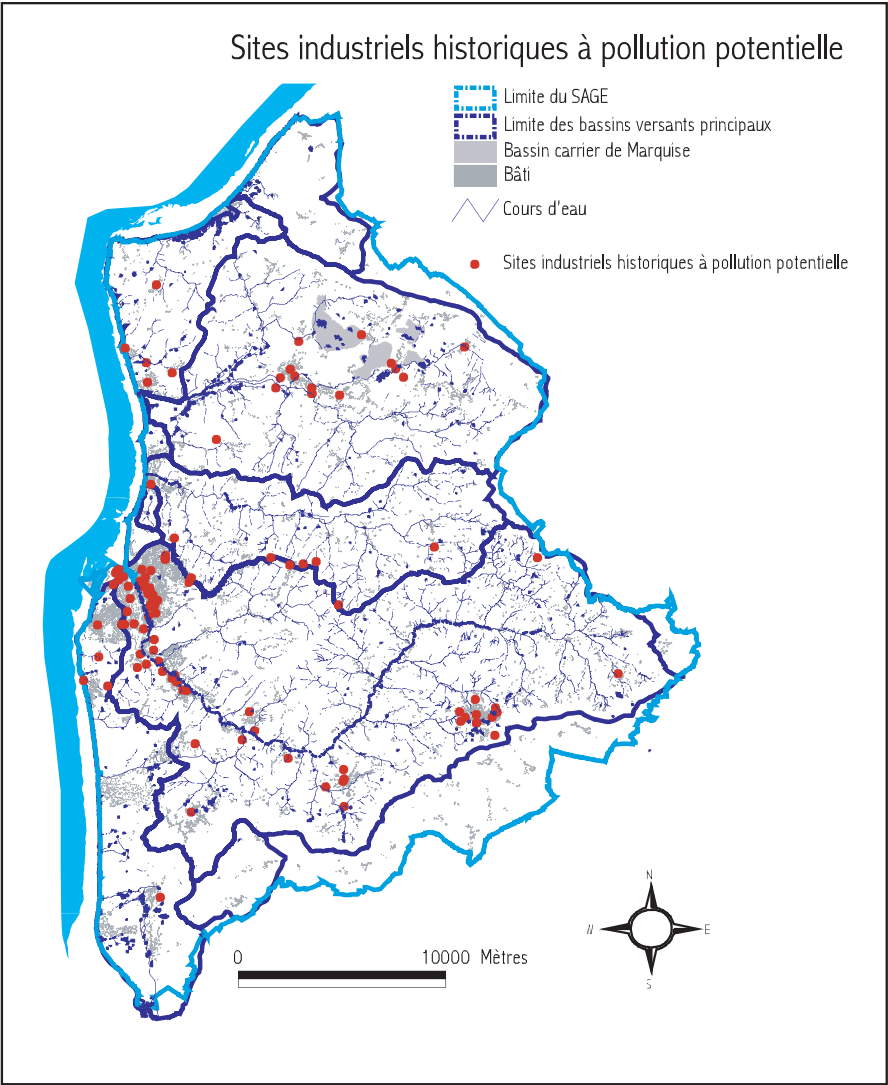 Sites industriels historiques à pollution potentielle
Limite du SAGE
Limite des bassins versants principaux
Bassin carrier de Marquise
Bâti
Cours d'eau
Sites industriels historiques à pollution potentielle
N
W
E
S
0
10000 Mètres